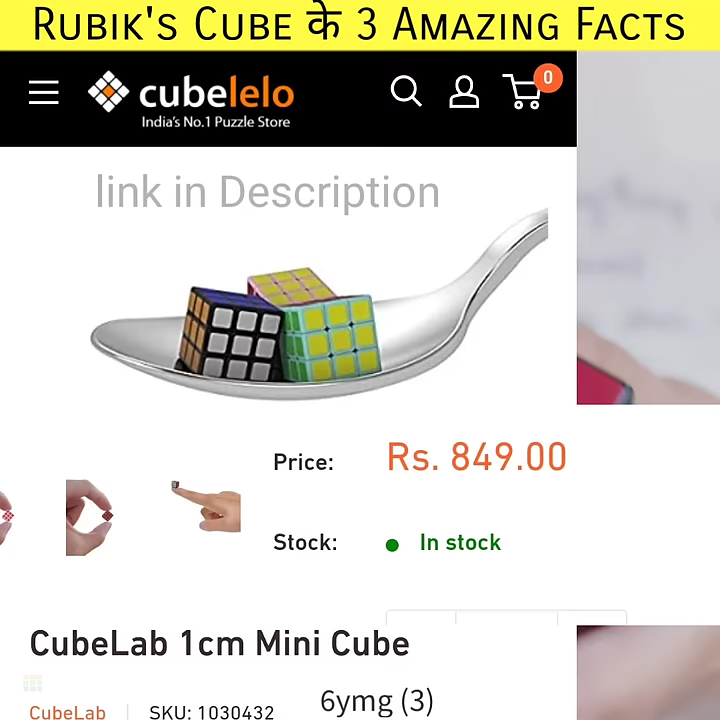 Rubik's Cube के 3 Amazing Facts
cubelelo
0
India's No.1 Puzzle Store
link in Description
Price: Rs. 849.00
Stock: In stock
CubeLab 1cm Mini Cube
6ymg (3)
CubeLab SKU: 1030432